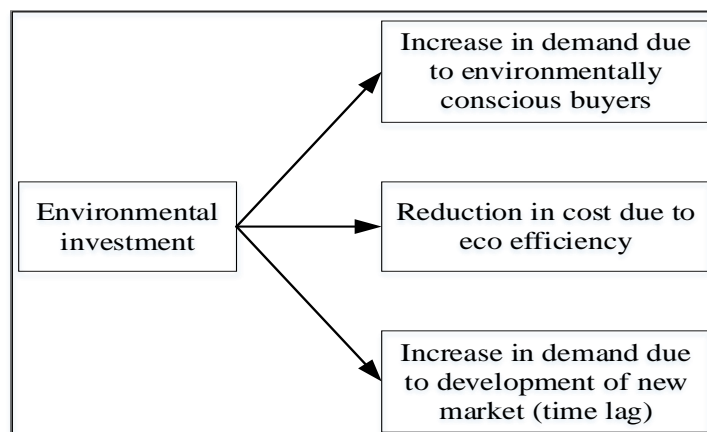 Increase in demand due
to environmentally
conscious buyers
Environmental
investment
Reduction in cost due to
eco efficiency
Increase in demand due
to development of new
market (time lag)